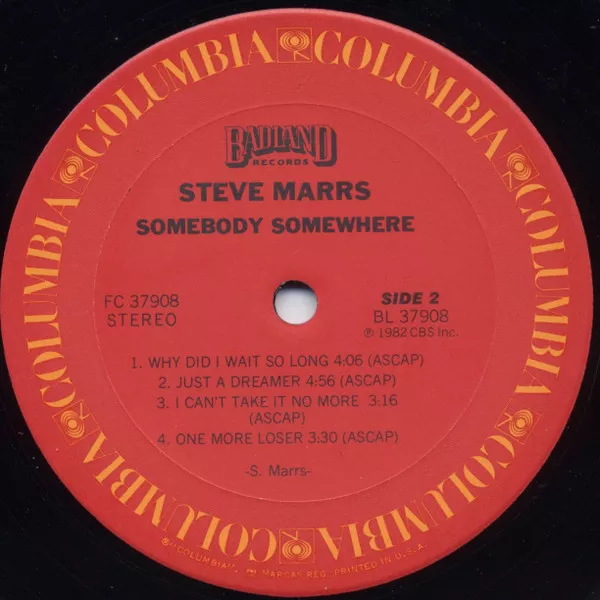 COLUMBIA COLUMBIA COLUMBIA COLUMBIA COLUMBIA COLUMBIA
BADLAND
RECORDS
STEVE MARRS
SOMEBODY SOMEWHERE
FC 37908
STEREO
SIDE 2
BL 37908
℗ 1982 CBS Inc.
1. WHY DID I WAIT SO LONG 4:06 (ASCAP)
2. JUST A DREAMER 4:56 (ASCAP)
3. I CAN'T TAKE IT NO MORE 3:16
(ASCAP)
4. ONE MORE LOSER 3:30 (ASCAP)
-S. Marrs-
"COLUMBIA", MARCAS REG. PRINTED IN U.S.A.